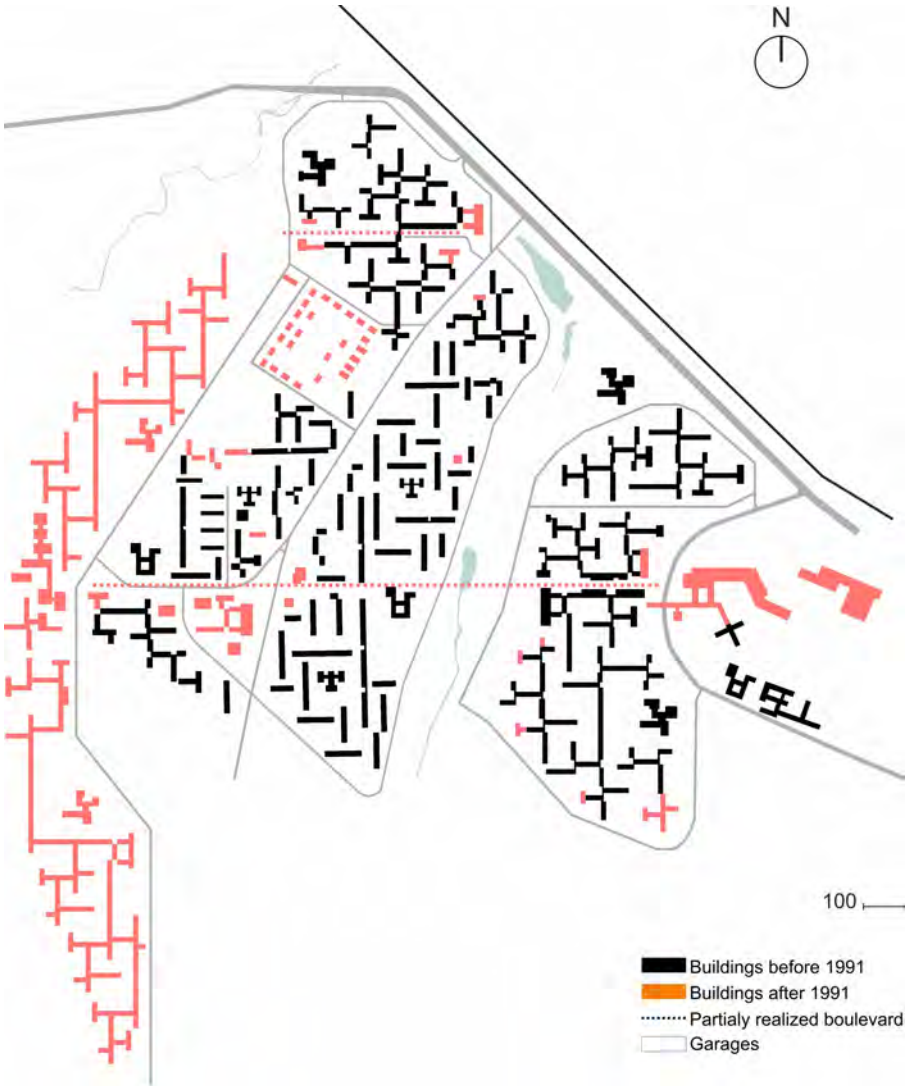 N
100
Buildings before 1991
Buildings after 1991
Partialy realized boulevard
Garages